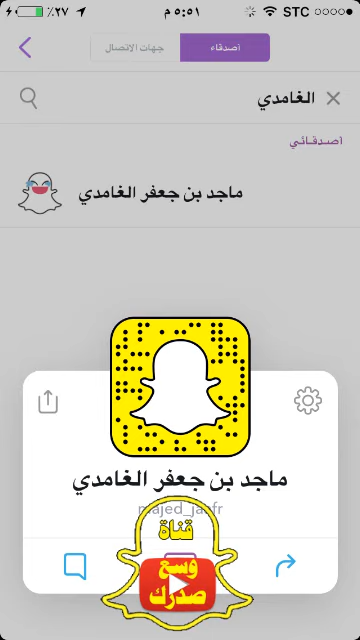 ٪٢٧ ٥:٥١ م STC
أصدقاء جهات الاتصال
الغامدي
أصدقائي
ماجد بن جعفر الغامدي
ماجد بن جعفر الغامدي
قناة
وسع
صدرك